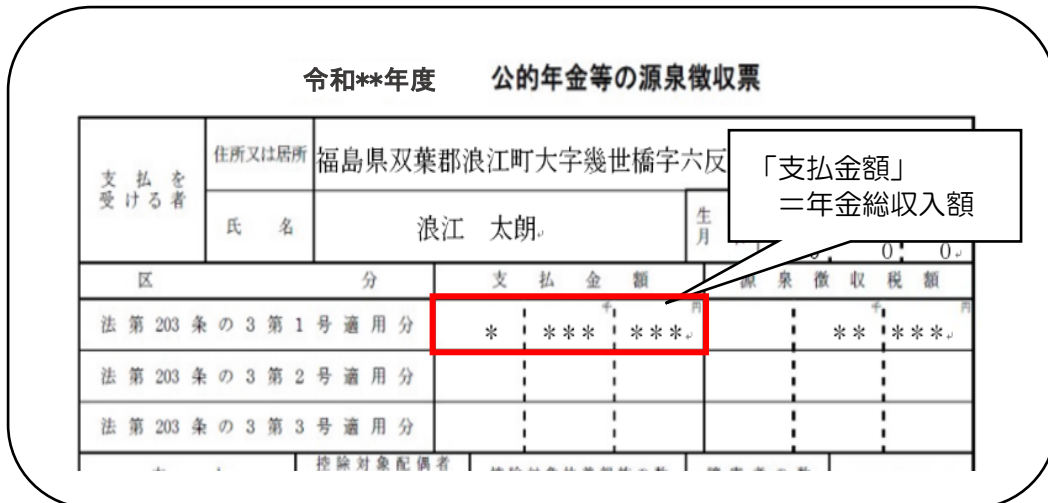 令和**年度 公的年金等の源泉徴収票
支払を受ける者
住所又は居所 福島県双葉郡浪江町大字幾世橋字六反
氏名 浪江 太朗
生
月
0 0
「支払金額」
＝年金総収入額
区分 支払金額 源泉徴収税額
千 円 千 円
法第203条の3第1号適用分 * *** *** ** ***
法第203条の3第2号適用分
法第203条の3第3号適用分
控除対象配偶者